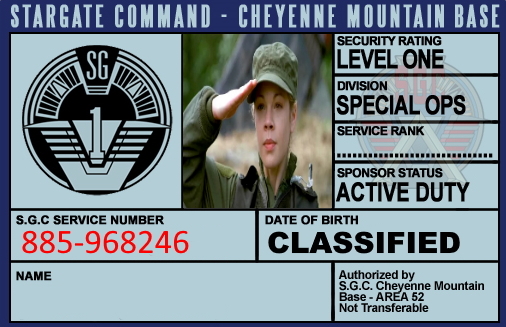 STARGATE COMMAND - CHEYENNE MOUNTAIN BASE
SG
1
SECURITY RATING
LEVEL ONE
DIVISION
SPECIAL OPS
SERVICE RANK
SPONSOR STATUS
ACTIVE DUTY
S.G.C SERVICE NUMBER
885-968246
DATE OF BIRTH
CLASSIFIED
NAME
Authorized by
S.G.C. Cheyenne Mountain
Base - AREA 52
Not Transferable